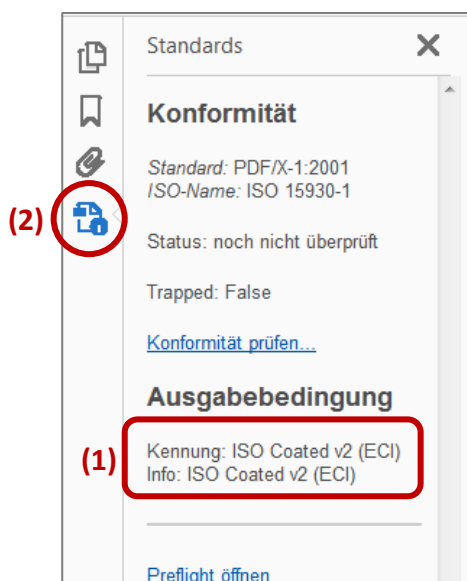 Standards
Konformität
Standard: PDF/X-1:2001
ISO-Name: ISO 15930-1
(2)
Status: noch nicht überprüft
Trapped: False
Konformität prüfen...
Ausgabebedingung
(1)
Kennung: ISO Coated v2 (ECI)
Info: ISO Coated v2 (ECI)
Preflight öffnen